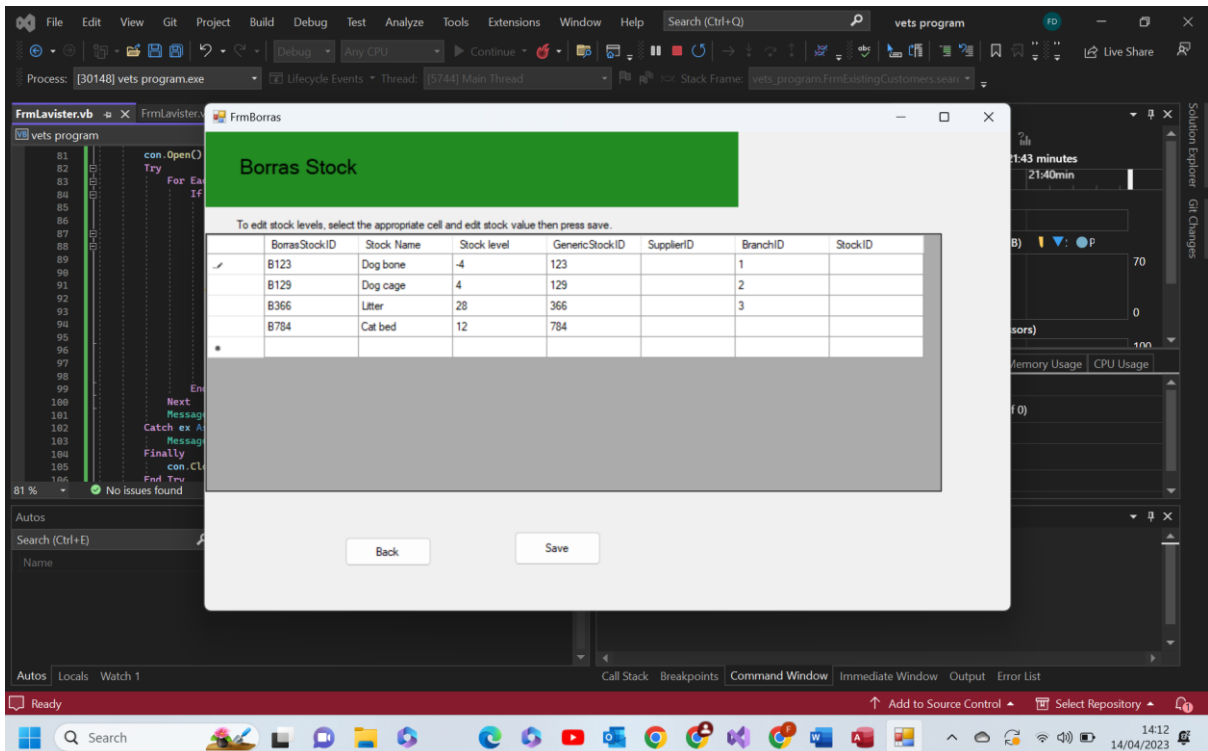 File Edit View Git Project Build Debug Test Analyze Tools Extensions Window Help Search (Ctrl+Q) vets program FD
Debug Any CPU Continue Live Share
Process: [30148] vets program.exe Lifecycle Events Thread: [5744] Main Thread Stack Frame: vets_program.FrmExistingCustomers.sear
FrmLavister.vb FrmLavister.v
vets program
81 con.Open()
82 Try
83 For Ea
84 If
85
86
87
88
89
90
91
92
93
94
95
96
97
98
99 En
100 Next
101 Messag
102 Catch ex A
103 Messag
104 Finally
105 con.Cl
106 End Try
81 % No issues found
FrmBorras
Borras Stock
To edit stock levels, select the appropriate cell and edit stock value then press save.
BorrasStockID Stock Name Stock level GenericStockID SupplierID BranchID StockID
B123 Dog bone -4 123 1
B129 Dog cage 4 129 2
B366 Litter 28 366 3
B784 Cat bed 12 784
Back Save
1:43 minutes
21:40min
B) P
70
0
sors)
100
Memory Usage CPU Usage
f 0)
Solution Explorer
Git Changes
Autos
Search (Ctrl+E)
Name
Autos Locals Watch 1
Call Stack Breakpoints Command Window Immediate Window Output Error List
Ready Add to Source Control Select Repository
Search
14:12
14/04/2023